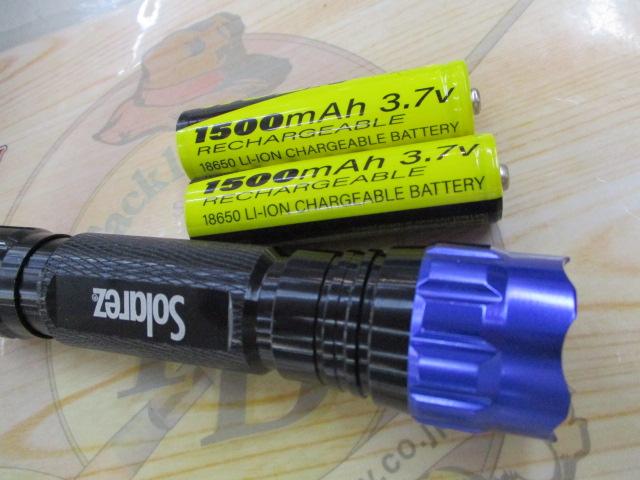 1500mAh 3.7v
RECHARGEABLE
18650 LI-ION CHARGEABLE BATTERY
1500mAh 3.7v
RECHARGEABLE
18650 LI-ION CHARGEABLE BATTERY
Solarez®